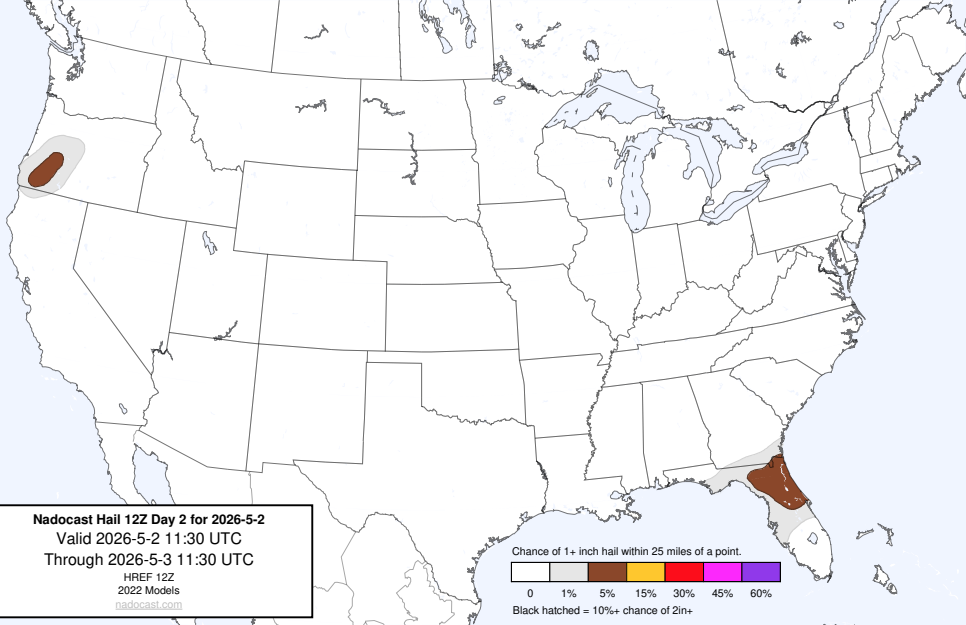 Nadocast Hail 12Z Day 2 for 2026-5-2
Valid 2026-5-2 11:30 UTC
Through 2026-5-3 11:30 UTC
HREF 12Z
2022 Models
nadocast.com
Chance of 1+ inch hail within 25 miles of a point.
0 1% 5% 15% 30% 45% 60%
Black hatched = 10%+ chance of 2in+